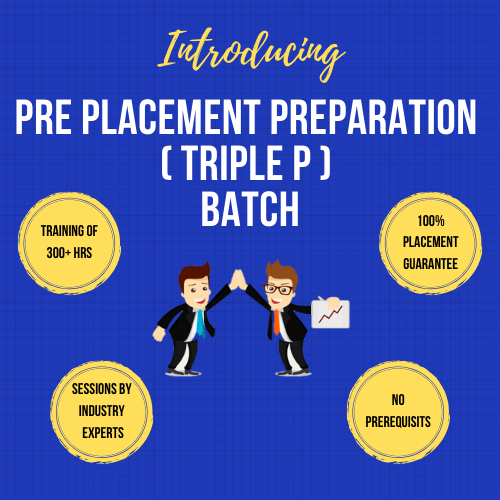 Introducing
PRE PLACEMENT PREPARATION
( TRIPLE P )
BATCH
TRAINING OF
300+ HRS
100%
PLACEMENT
GUARANTEE
SESSIONS BY
INDUSTRY
EXPERTS
NO
PREREQUISITS